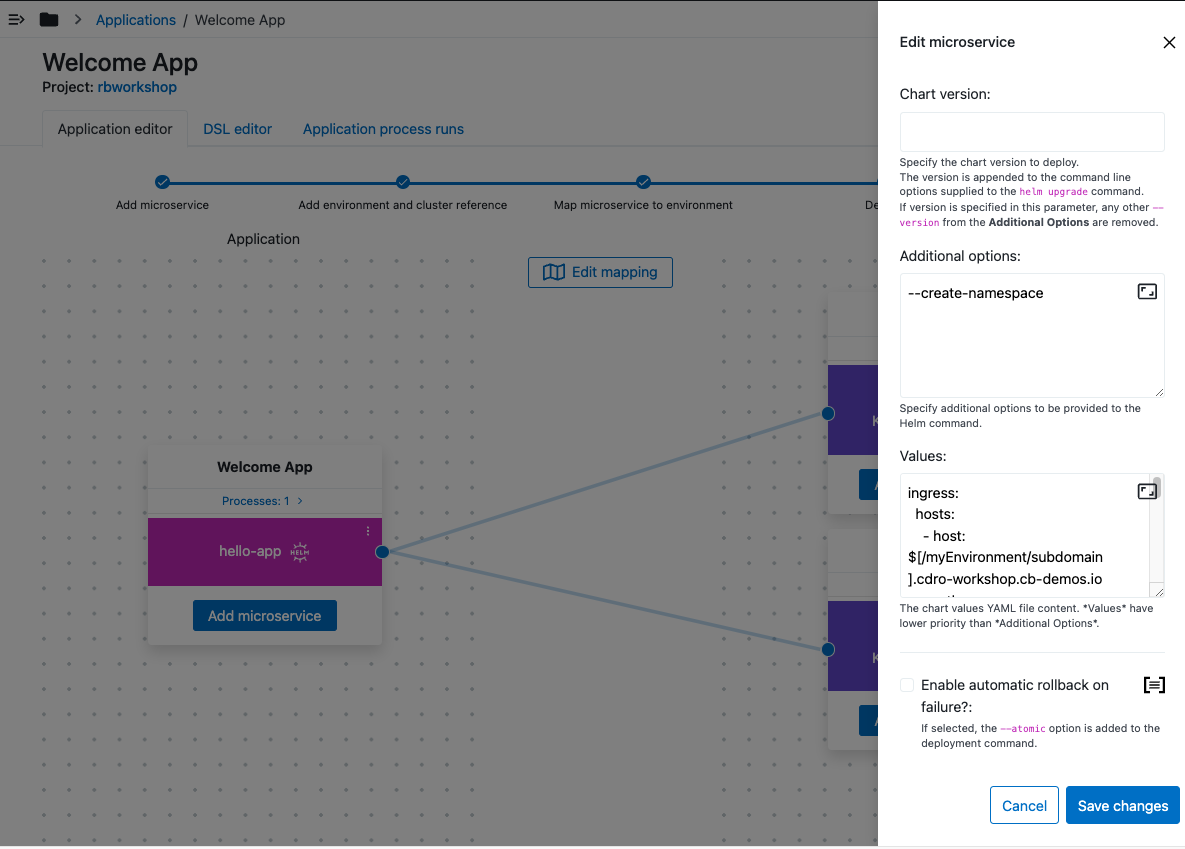 Applications / Welcome App
Welcome App
Project: rbworkshop
Application editor
DSL editor
Application process runs
Add microservice
Add environment and cluster reference
Map microservice to environment
De
Application
Edit mapping
Welcome App
Processes: 1
hello-app
HELM
Add microservice
Edit microservice
Chart version:
Specify the chart version to deploy.
The version is appended to the command line
options supplied to the helm upgrade command.
If version is specified in this parameter, any other --
version from the Additional Options are removed.
Additional options:
--create-namespace
Specify additional options to be provided to the
Helm command.
Values:
ingress:
hosts:
- host:
$[/myEnvironment/subdomain
].cdro-workshop.cb-demos.io
The chart values YAML file content. *Values* have
lower priority than *Additional Options*.
Enable automatic rollback on
failure?:
If selected, the --atomic option is added to the
deployment command.
Cancel
Save changes